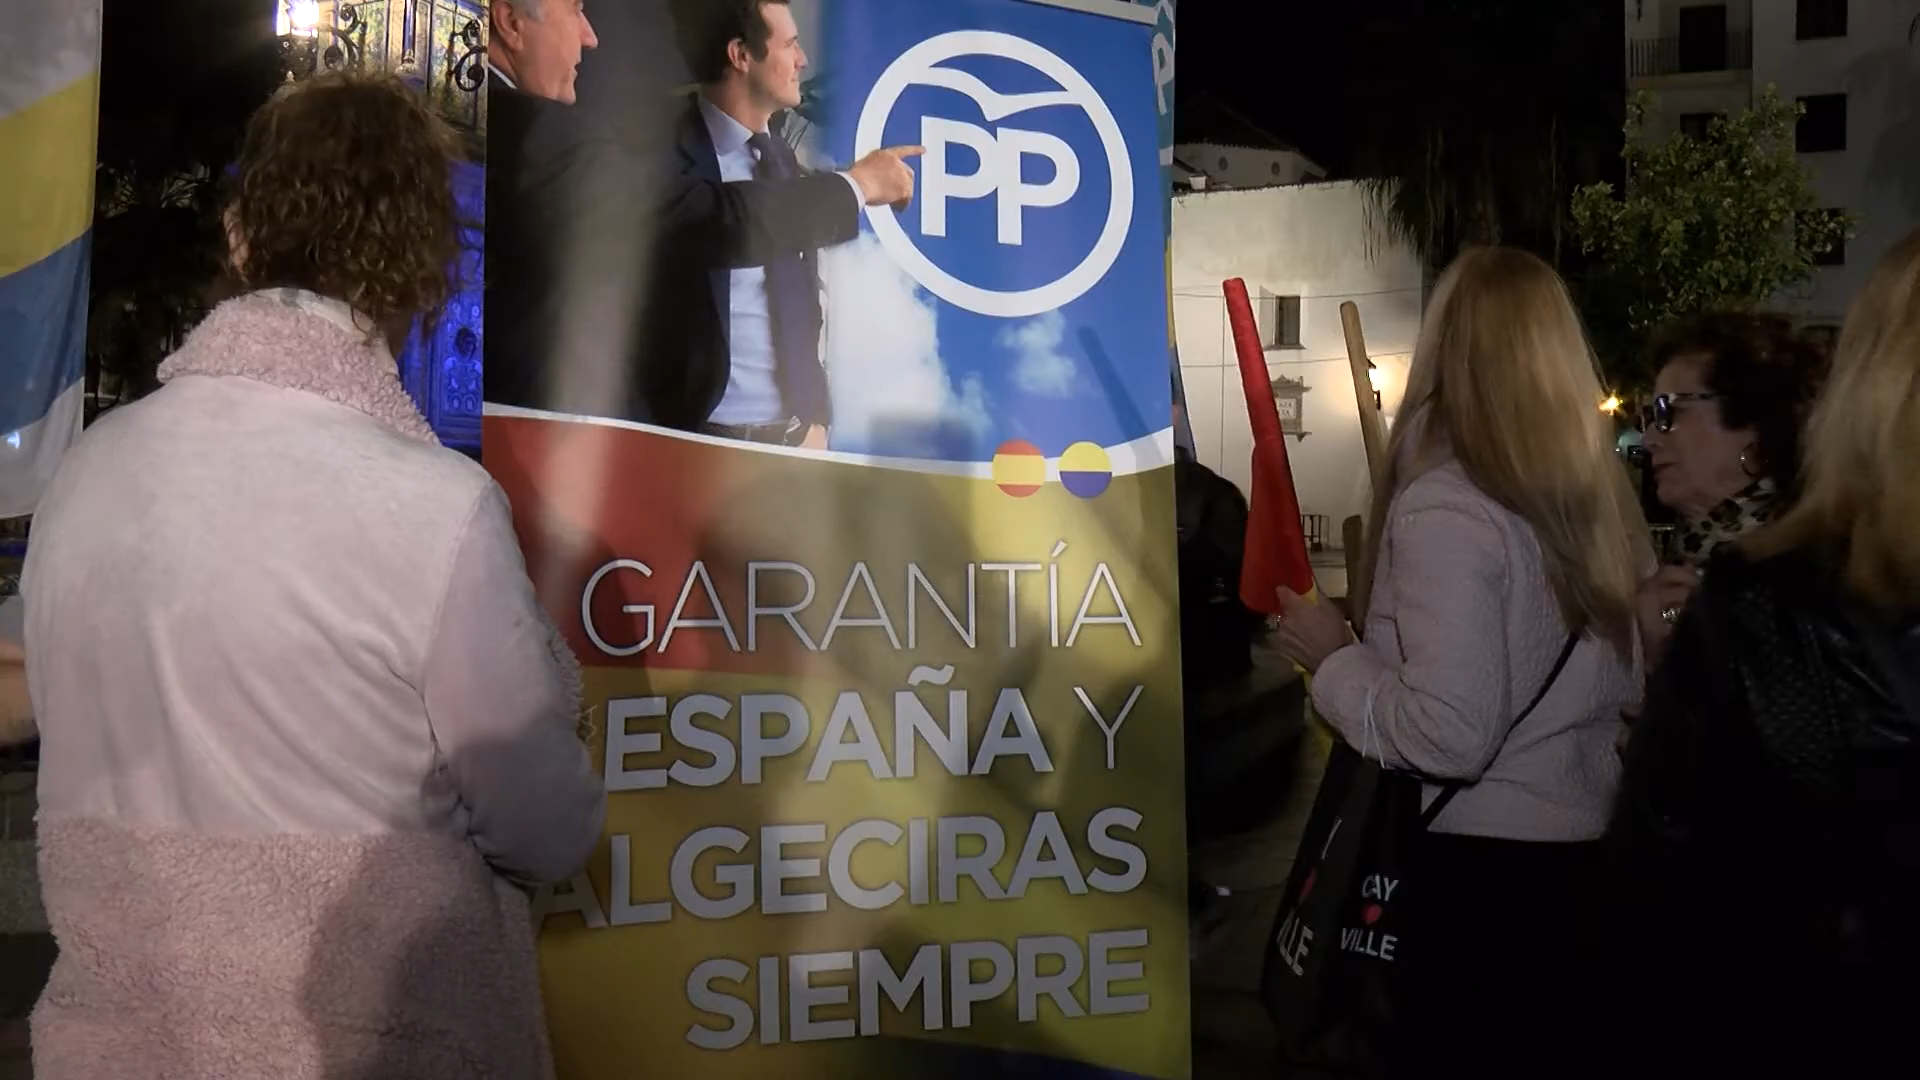 PP
GARANTÍA
ESPAÑA Y
ALGECIRAS
SIEMPRE
CAY
VILLE